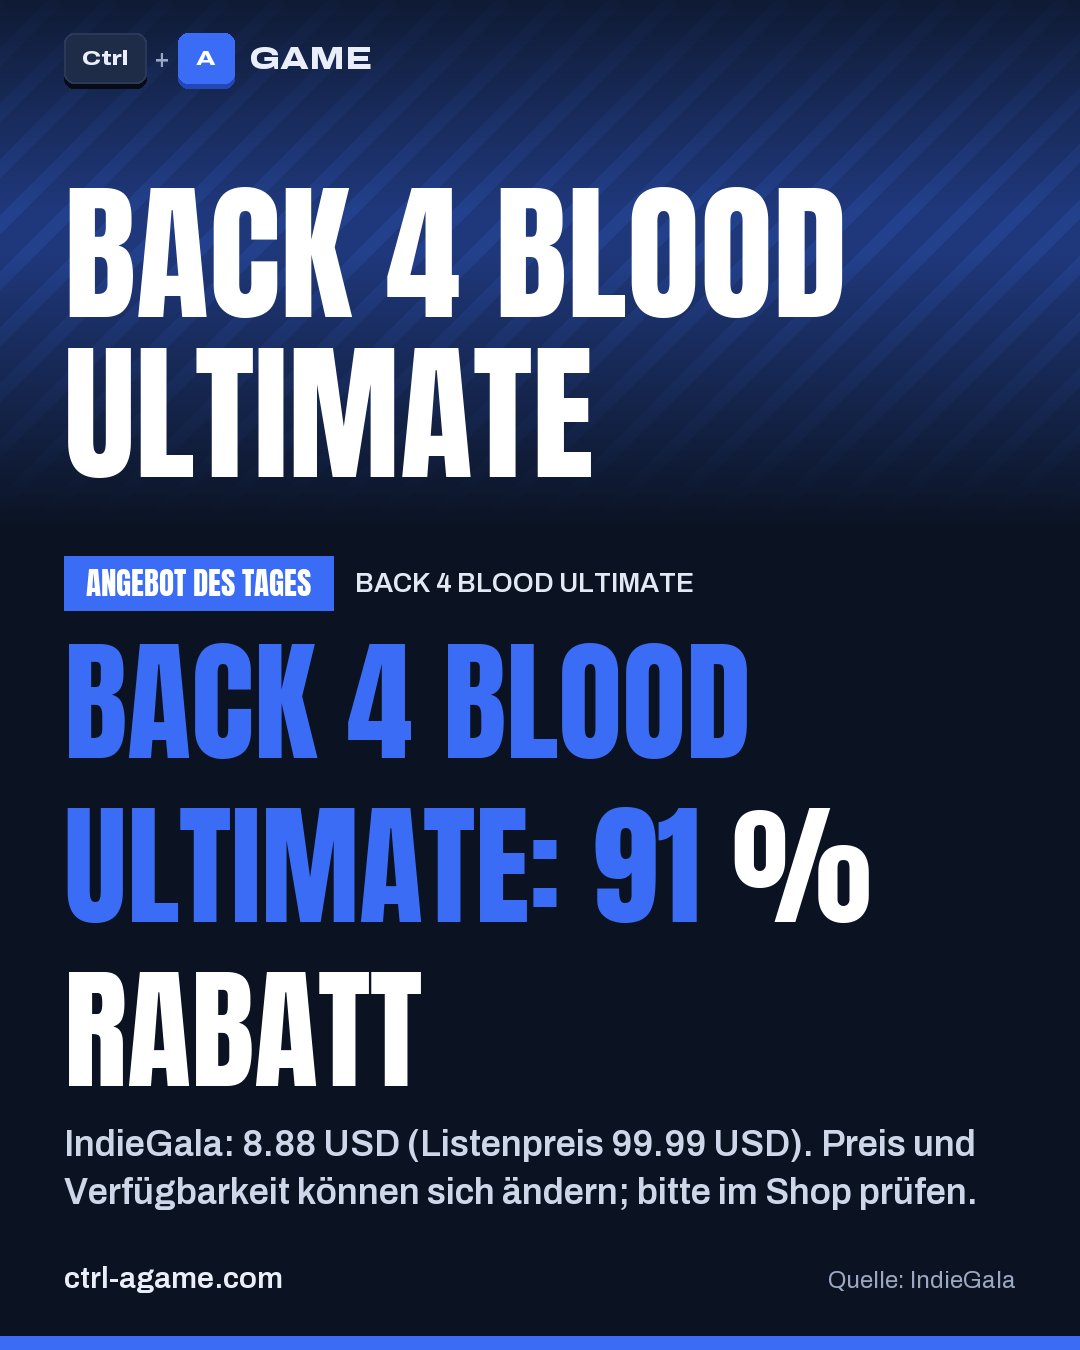 Ctrl + A GAME
BACK 4 BLOOD
ULTIMATE
ANGEBOT DES TAGES BACK 4 BLOOD ULTIMATE
BACK 4 BLOOD
ULTIMATE: 91 %
RABATT
IndieGala: 8.88 USD (Listenpreis 99.99 USD). Preis und
Verfügbarkeit können sich ändern; bitte im Shop prüfen.
ctrl-agame.com Quelle: IndieGala